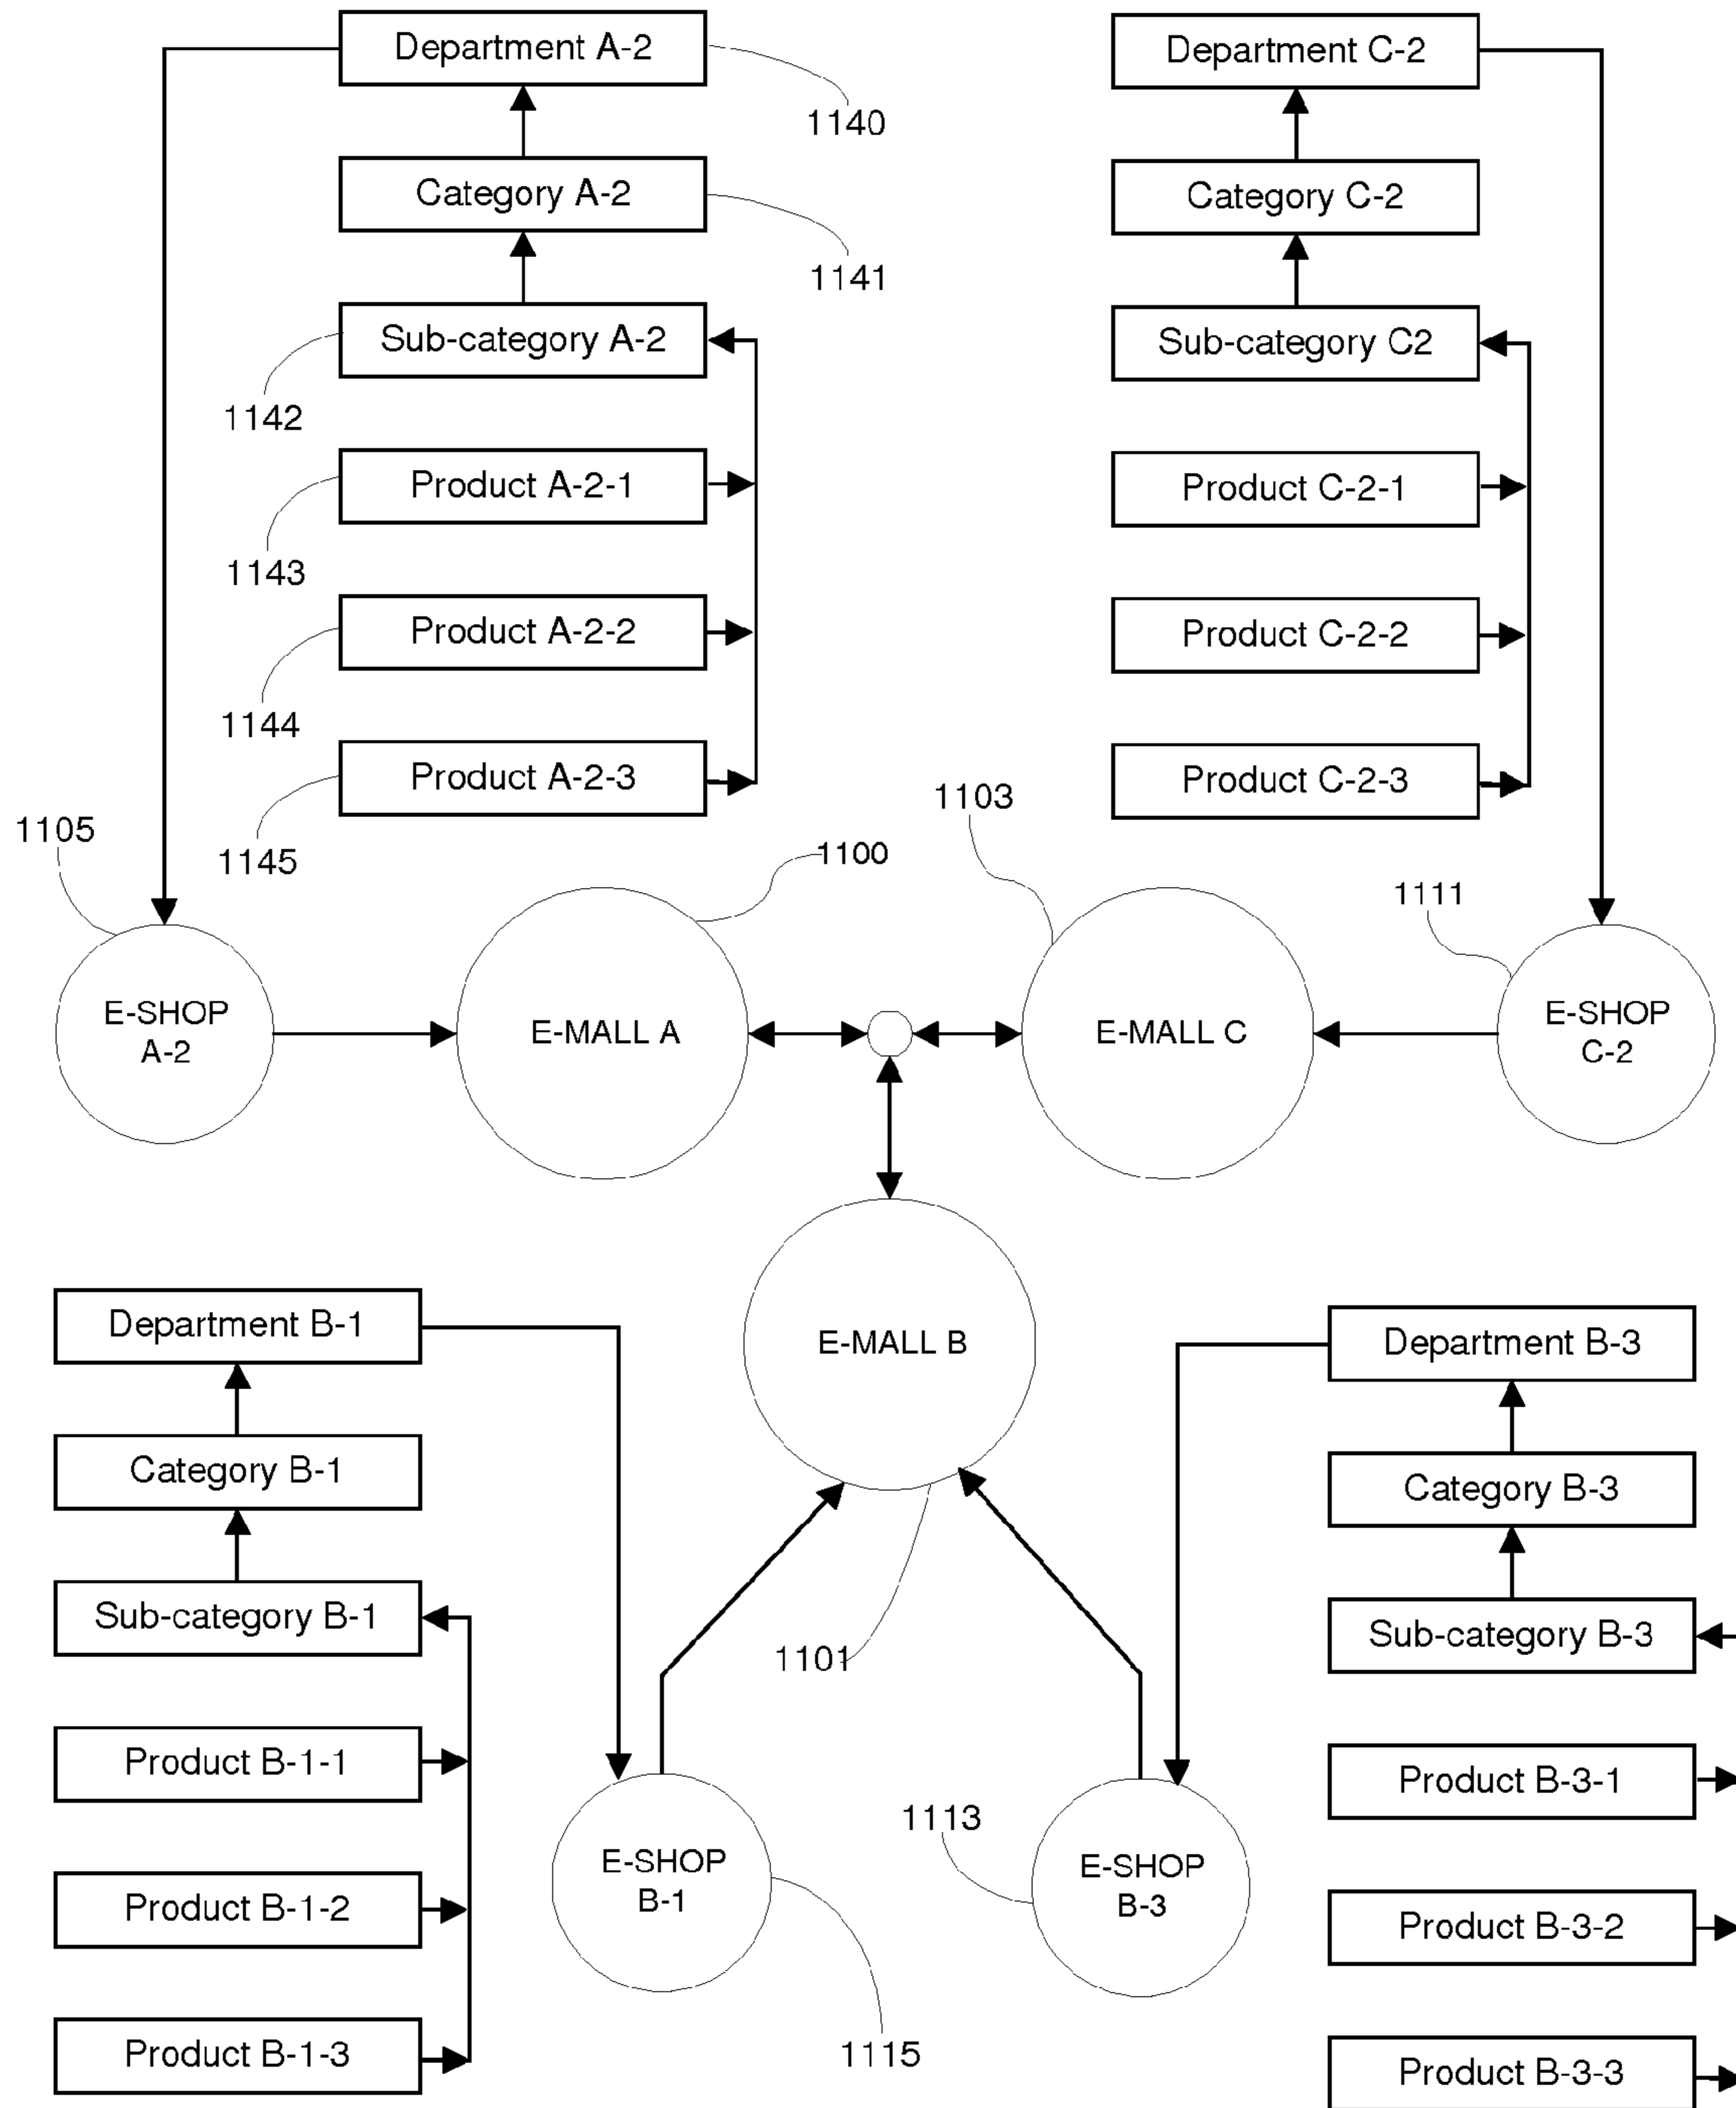 Department A-2
1140
Category A-2
1141
Sub-category A-2
1142
Product A-2-1
1143
Product A-2-2
1144
Product A-2-3
1145
Department C-2
Category C-2
Sub-category C2
Product C-2-1
Product C-2-2
Product C-2-3
1105
1100
1103
1111
E-SHOP
A-2
E-MALL A
E-MALL C
E-SHOP
C-2
E-MALL B
1101
Department B-1
Category B-1
Sub-category B-1
Product B-1-1
Product B-1-2
Product B-1-3
E-SHOP
B-1
1115
1113
E-SHOP
B-3
Department B-3
Category B-3
Sub-category B-3
Product B-3-1
Product B-3-2
Product B-3-3